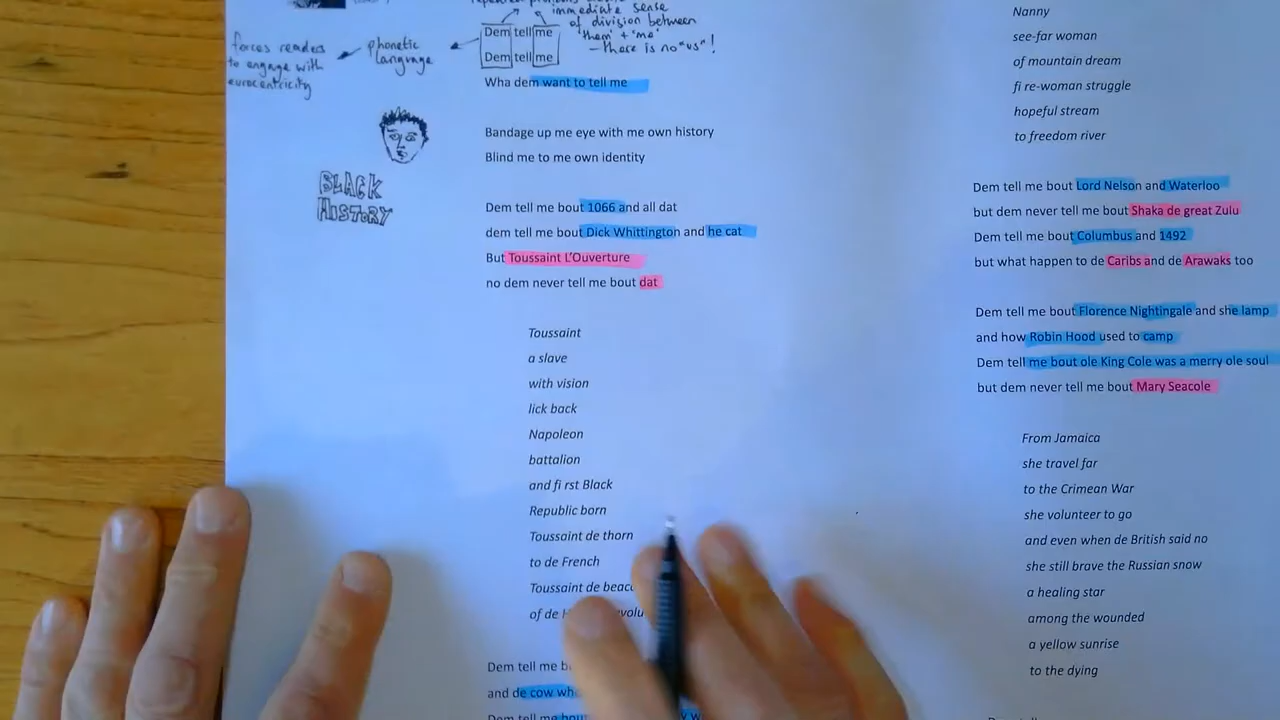 immediate sense
of division between
"them" + "me"
- there is no "us"!
forces readers
to engage with
eurocentricity
phonetic
language
Dem tell me
Dem tell me
Wha dem want to tell me
Bandage up me eye with me own history
Blind me to me own identity
BLACK
HISTORY
Dem tell me bout 1066 and all dat
dem tell me bout Dick Whittington and he cat
But Toussaint L'Ouverture
no dem never tell me bout dat
Toussaint
a slave
with vision
lick back
Napoleon
battalion
and fi rst Black
Republic born
Toussaint de thorn
to de French
Toussaint de
of de
Dem tell me
and de cow
Dem tell me
Nanny
see-far woman
of mountain dream
fi re-woman struggle
hopeful stream
to freedom river
Dem tell me bout Lord Nelson and Waterloo
but dem never tell me bout Shaka de great Zulu
Dem tell me bout Columbus and 1492
but what happen to de Caribs and de Arawaks too
Dem tell me bout Florence Nightingale and she lamp
and how Robin Hood used to camp
Dem tell me bout ole King Cole was a merry ole soul
but dem never tell me bout Mary Seacole
From Jamaica
she travel far
to the Crimean War
she volunteer to go
and even when de British said no
she still brave the Russian snow
a healing star
among the wounded
a yellow sunrise
to the dying